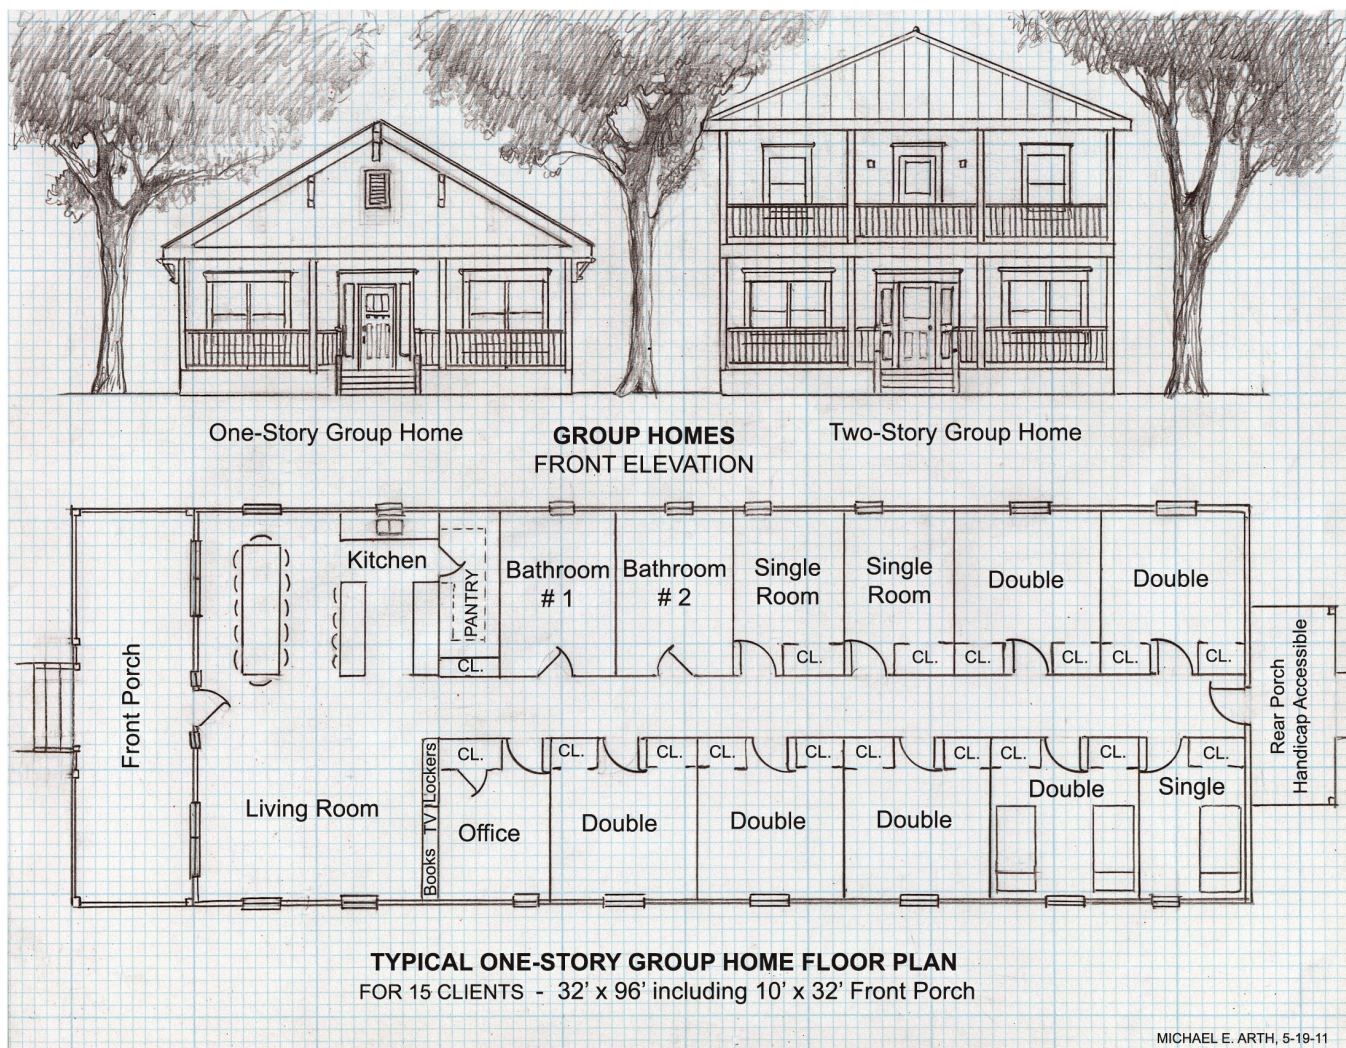 One-Story Group Home
GROUP HOMES
FRONT ELEVATION
Two-Story Group Home
Front Porch
Kitchen
PANTRY
CL.
Bathroom
# 1
Bathroom
# 2
Single
Room
CL.
Single
Room
CL.
Double
CL.
CL.
Double
CL.
CL.
Rear Porch
Handicap Accessible
Living Room
Books TV Lockers
CL.
Office
CL.
CL.
Double
CL.
CL.
Double
CL.
CL.
Double
CL.
CL.
Double
CL.
Single
TYPICAL ONE-STORY GROUP HOME FLOOR PLAN
FOR 15 CLIENTS - 32’ x 96’ including 10’ x 32’ Front Porch
MICHAEL E. ARTH, 5-19-11